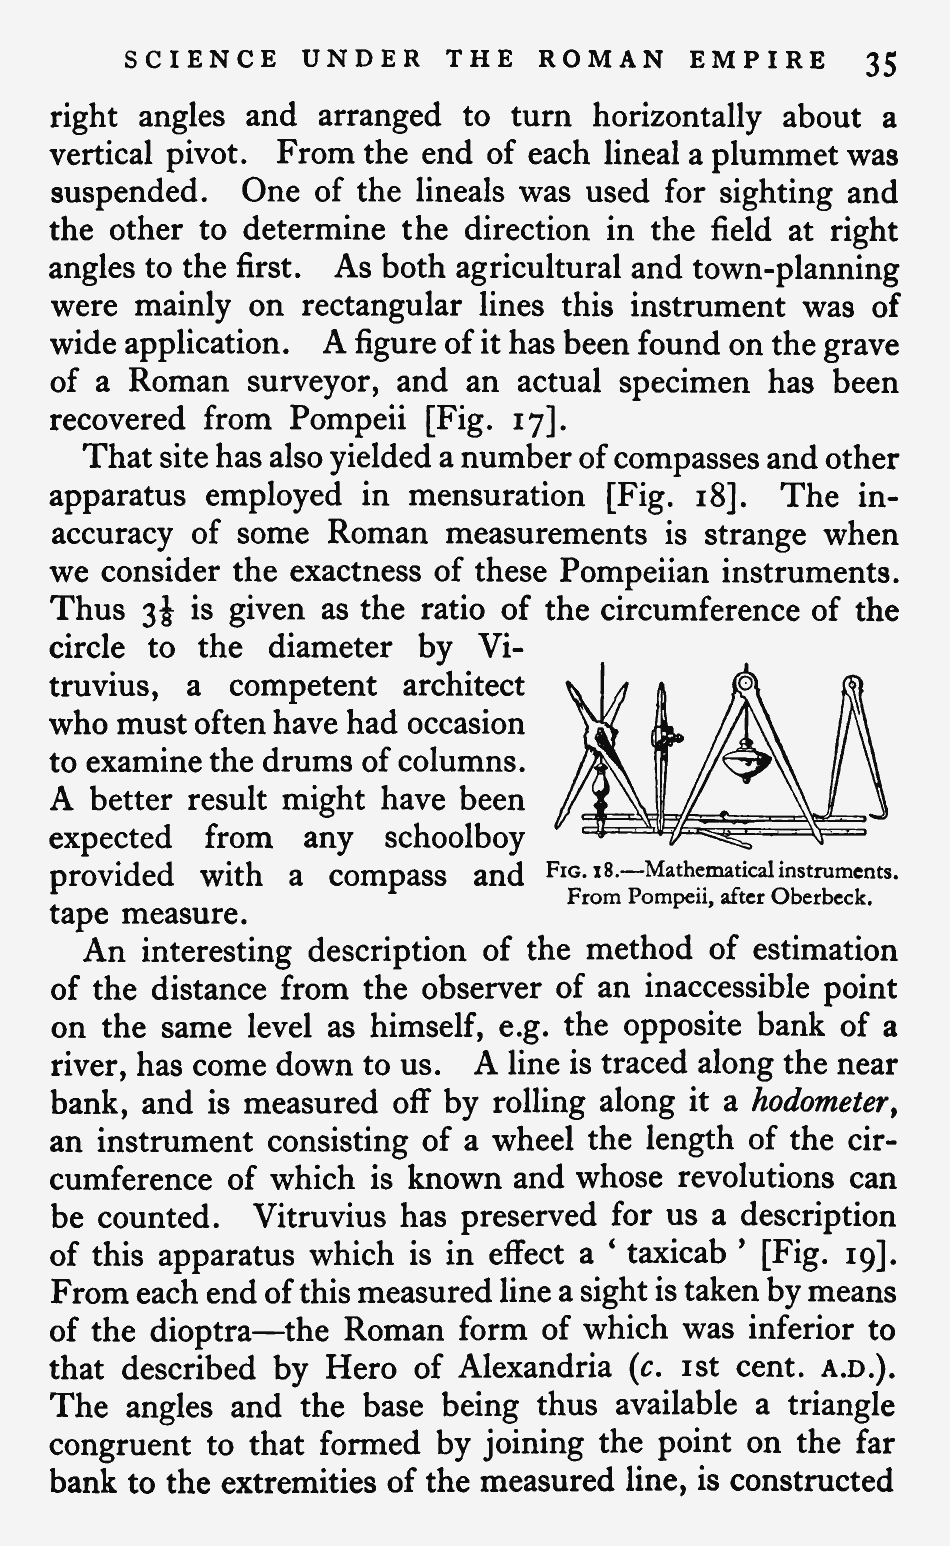 SCIENCE UNDER THE ROMAN EMPIRE 35
right angles and arranged to turn horizontally about a
vertical pivot. From the end of each lineal a plummet was
suspended. One of the lineals was used for sighting and
the other to determine the direction in the field at right
angles to the first. As both agricultural and town-planning
were mainly on rectangular lines this instrument was of
wide application. A figure of it has been found on the grave
of a Roman surveyor, and an actual specimen has been
recovered from Pompeii [Fig. 17].
That site has also yielded a number of compasses and other
apparatus employed in mensuration [Fig. 18]. The in-
accuracy of some Roman measurements is strange when
we consider the exactness of these Pompeiian instruments.
Thus 3⅛ is given as the ratio of the circumference of the
circle to the diameter by Vi-
truvius, a competent architect
who must often have had occasion
to examine the drums of columns.
A better result might have been
expected from any schoolboy
provided with a compass and
tape measure.
FIG. 18.—Mathematical instruments.
From Pompeii, after Oberbeck.
An interesting description of the method of estimation
of the distance from the observer of an inaccessible point
on the same level as himself, e.g. the opposite bank of a
river, has come down to us. A line is traced along the near
bank, and is measured off by rolling along it a hodometer,
an instrument consisting of a wheel the length of the cir-
cumference of which is known and whose revolutions can
be counted. Vitruvius has preserved for us a description
of this apparatus which is in effect a ‘ taxicab ’ [Fig. 19].
From each end of this measured line a sight is taken by means
of the dioptra—the Roman form of which was inferior to
that described by Hero of Alexandria (c. 1st cent. A.D.).
The angles and the base being thus available a triangle
congruent to that formed by joining the point on the far
bank to the extremities of the measured line, is constructed